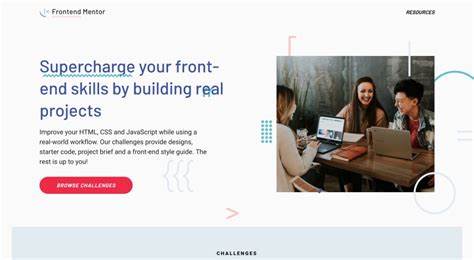 Frontend Mentor
RESOURCES
Supercharge your front-
end skills by building real
projects
Improve your HTML, CSS and JavaScript while using a
real-world workflow. Our challenges provide designs,
starter code, project brief and a front-end style guide. The
rest is up to you!
BROWSE CHALLENGES
CHALLENGES